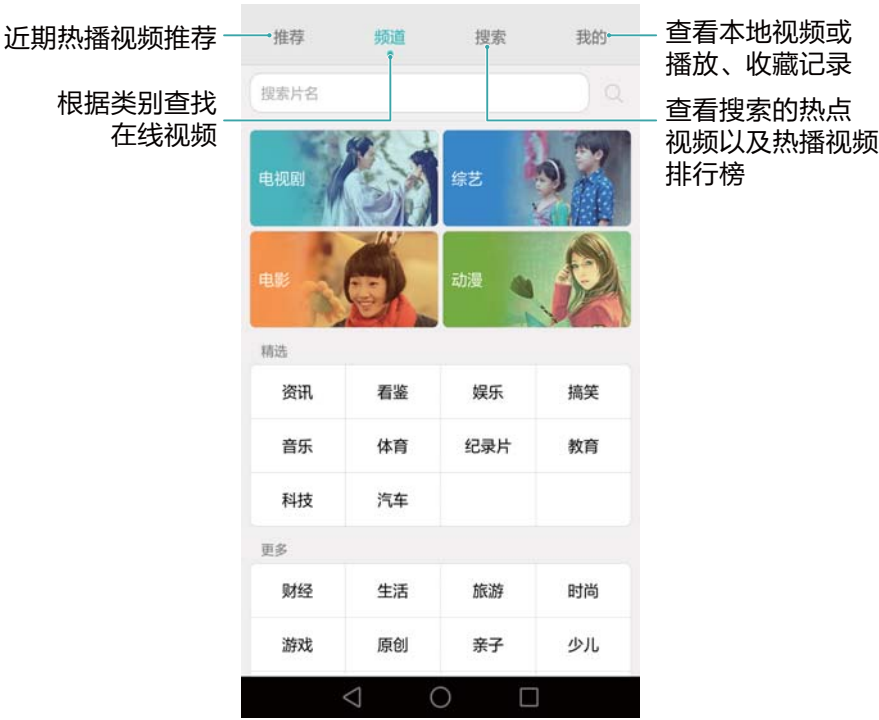 近期热播视频推荐
根据类别查找
在线视频
推荐
频道
搜索
我的
查看本地视频或
播放、收藏记录
查看搜索的热点
视频以及热播视频
排行榜
搜索片名
电视剧
综艺
电影
动漫
精选
资讯
看鉴
娱乐
搞笑
音乐
体育
纪录片
教育
科技
汽车
更多
财经
生活
旅游
时尚
游戏
原创
亲子
少儿